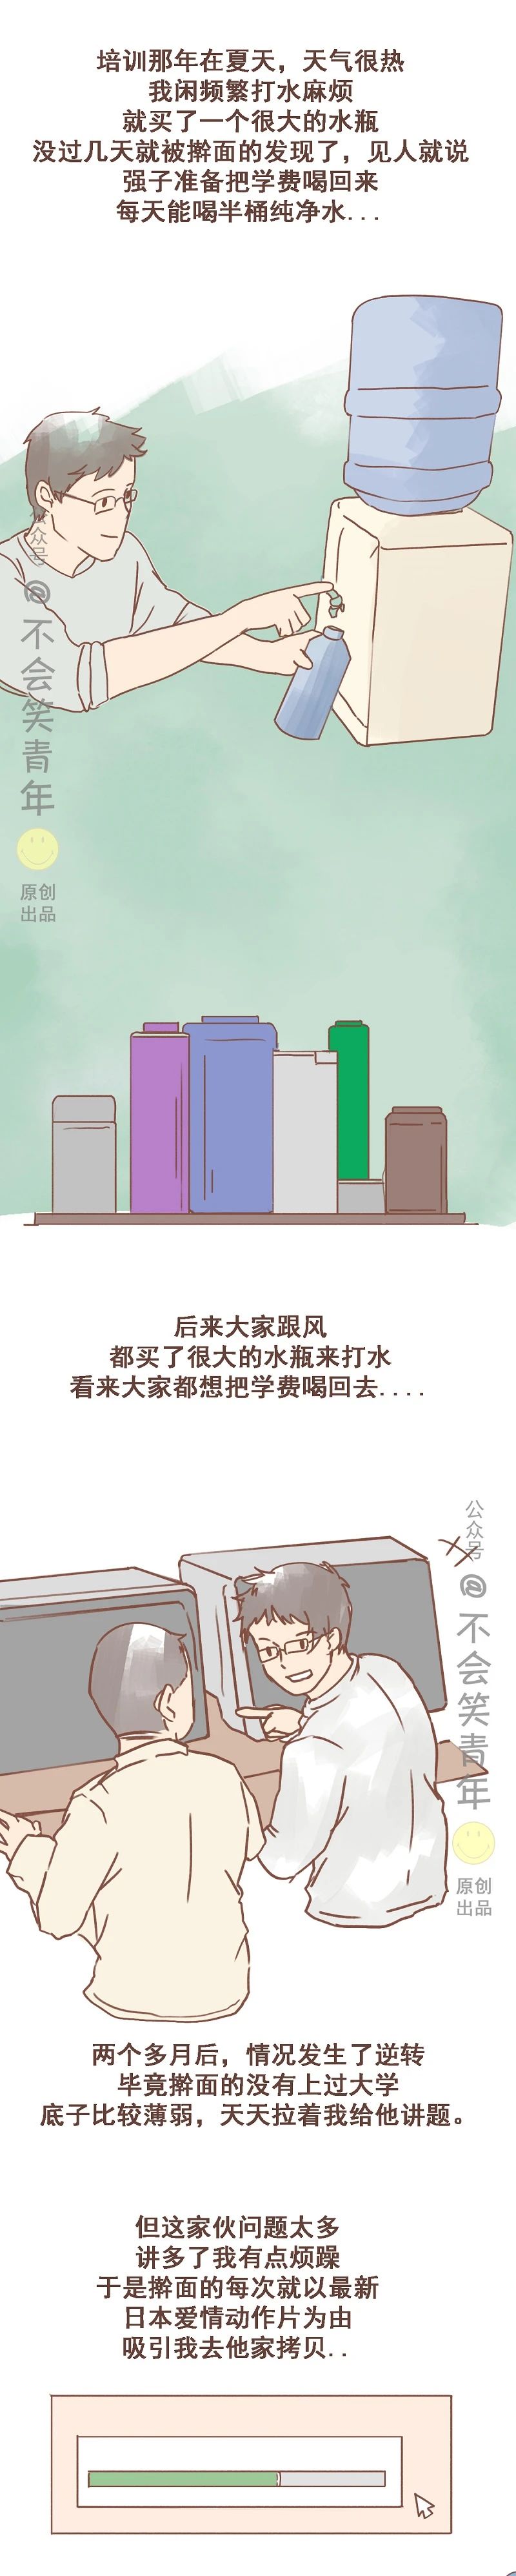 培训那年在夏天，天气很热
我闲频繁打水麻烦
就买了一个很大的水瓶
没过几天就被擀面的发现了，见人就说
强子准备把学费喝回来
每天能喝半桶纯净水...
公众号
@不会笑青年
原创
出品
后来大家跟风
都买了很大的水瓶来打水
看来大家都想把学费喝回去....
公众号
@不会笑青年
原创
出品
两个多月后，情况发生了逆转
毕竟擀面的没有上过大学
底子比较薄弱，天天拉着我给他讲题。
但这家伙问题太多
讲多了我有点烦躁
于是擀面的每次就以最新
日本爱情动作片为由
吸引我去他家拷贝..